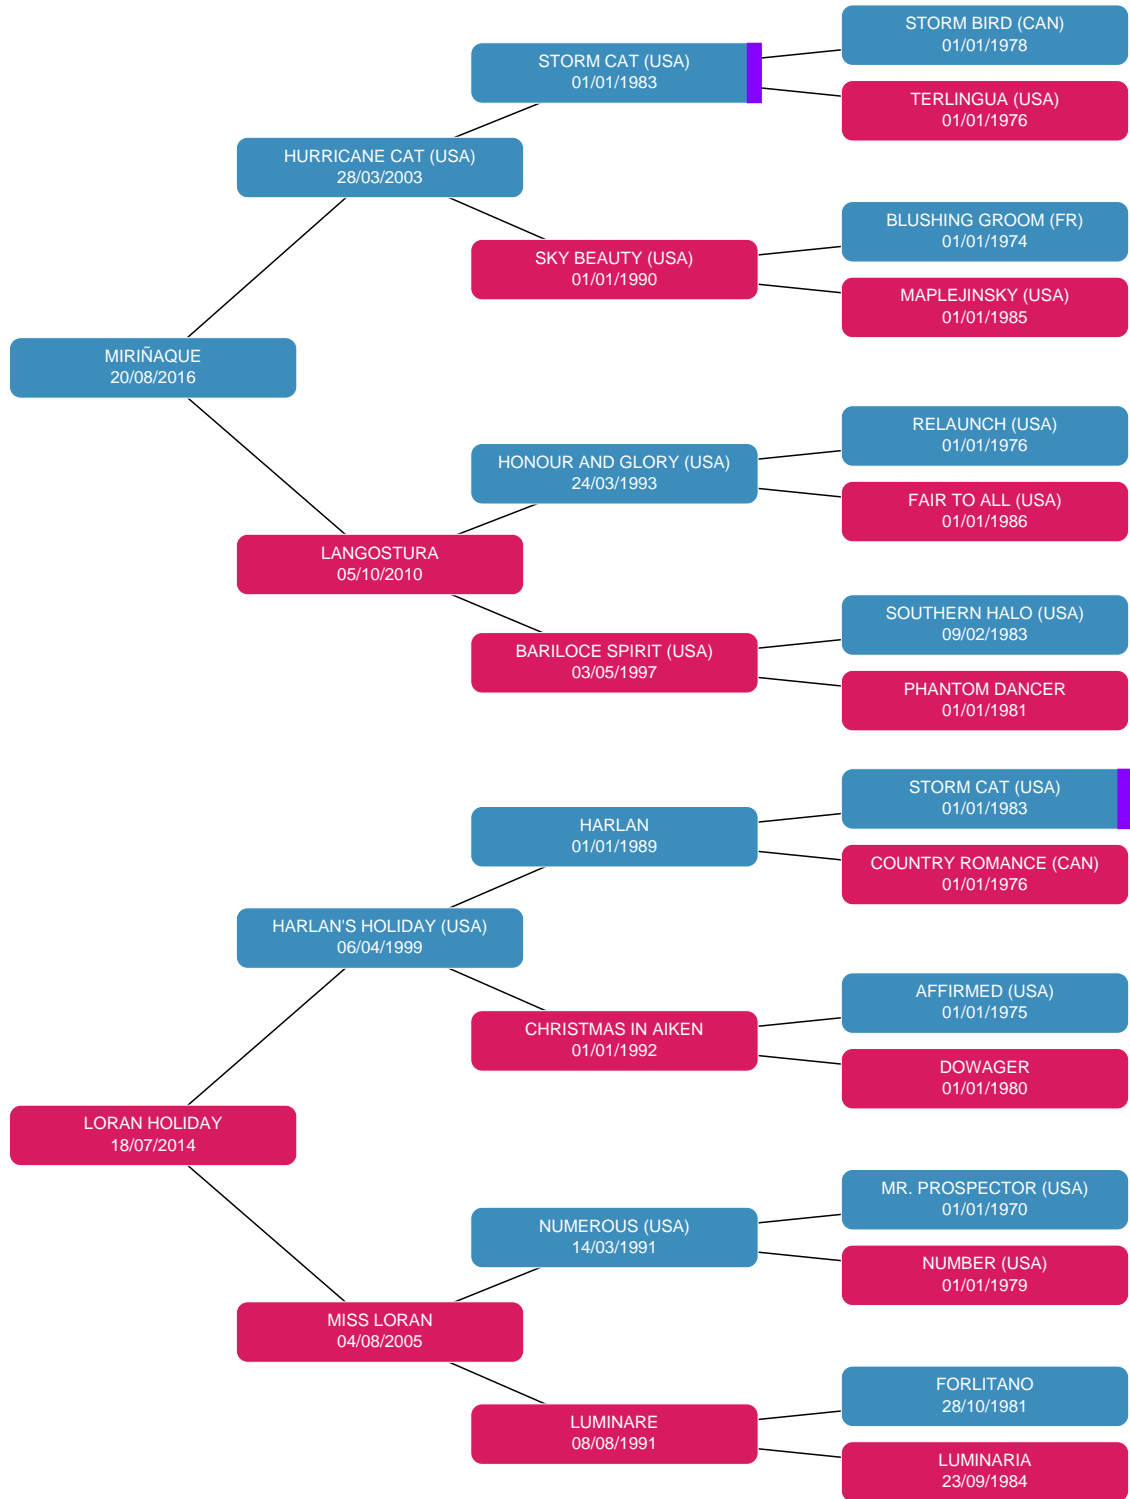 STORM BIRD (CAN)
01/01/1978
STORM CAT (USA)
01/01/1983
TERLINGUA (USA)
01/01/1976
HURRICANE CAT (USA)
28/03/2003
BLUSHING GROOM (FR)
01/01/1974
SKY BEAUTY (USA)
01/01/1990
MAPLEJINSKY (USA)
01/01/1985
MIRIÑAQUE
20/08/2016
RELAUNCH (USA)
01/01/1976
HONOUR AND GLORY (USA)
24/03/1993
FAIR TO ALL (USA)
01/01/1986
LANGOSTURA
05/10/2010
SOUTHERN HALO (USA)
09/02/1983
BARILOCE SPIRIT (USA)
03/05/1997
PHANTOM DANCER
01/01/1981
STORM CAT (USA)
01/01/1983
HARLAN
01/01/1989
COUNTRY ROMANCE (CAN)
01/01/1976
HARLAN'S HOLIDAY (USA)
06/04/1999
AFFIRMED (USA)
01/01/1975
CHRISTMAS IN AIKEN
01/01/1992
DOWAGER
01/01/1980
LORAN HOLIDAY
18/07/2014
MR. PROSPECTOR (USA)
01/01/1970
NUMEROUS (USA)
14/03/1991
NUMBER (USA)
01/01/1979
MISS LORAN
04/08/2005
FORLITANO
28/10/1981
LUMINARE
08/08/1991
LUMINARIA
23/09/1984